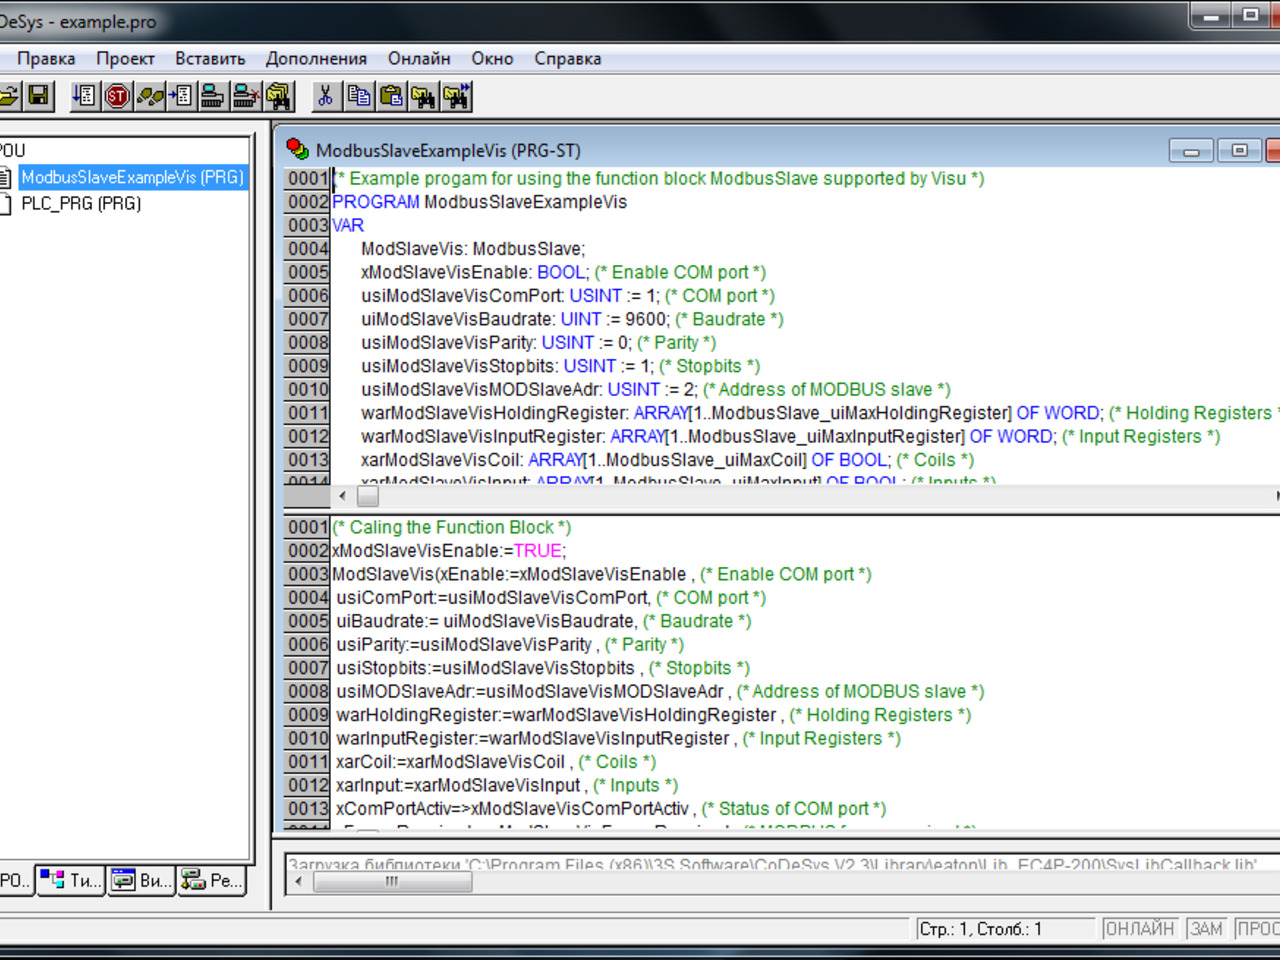 DeSys - example.pro
Правка Проект Вставить Дополнения Онлайн Окно Справка
POU
ModbusSlaveExampleVis (PRG)
PLC_PRG (PRG)
ModbusSlaveExampleVis (PRG-ST)
0001 (* Example progam for using the function block ModbusSlave supported by Visu *)
0002 PROGRAM ModbusSlaveExampleVis
0003 VAR
0004 ModSlaveVis: ModbusSlave;
0005 xModSlaveVisEnable: BOOL; (* Enable COM port *)
0006 usiModSlaveVisComPort: USINT := 1; (* COM port *)
0007 uiModSlaveVisBaudrate: UINT := 9600; (* Baudrate *)
0008 usiModSlaveVisParity: USINT := 0; (* Parity *)
0009 usiModSlaveVisStopbits: USINT := 1; (* Stopbits *)
0010 usiModSlaveVisMODSlaveAdr: USINT := 2; (* Address of MODBUS slave *)
0011 warModSlaveVisHoldingRegister: ARRAY[1..ModbusSlave_uiMaxHoldingRegister] OF WORD; (* Holding Registers *
0012 warModSlaveVisInputRegister: ARRAY[1..ModbusSlave_uiMaxInputRegister] OF WORD; (* Input Registers *)
0013 xarModSlaveVisCoil: ARRAY[1..ModbusSlave_uiMaxCoil] OF BOOL; (* Coils *)
0014 xarModSlaveVisInput: ARRAY[1..ModbusSlave_uiMaxInput] OF BOOL; (* Inputs *)
0001 (* Caling the Function Block *)
0002 xModSlaveVisEnable:=TRUE;
0003 ModSlaveVis(xEnable:=xModSlaveVisEnable , (* Enable COM port *)
0004 usiComPort:=usiModSlaveVisComPort, (* COM port *)
0005 uiBaudrate:= uiModSlaveVisBaudrate, (* Baudrate *)
0006 usiParity:=usiModSlaveVisParity , (* Parity *)
0007 usiStopbits:=usiModSlaveVisStopbits , (* Stopbits *)
0008 usiMODSlaveAdr:=usiModSlaveVisMODSlaveAdr , (* Address of MODBUS slave *)
0009 warHoldingRegister:=warModSlaveVisHoldingRegister , (* Holding Registers *)
0010 warInputRegister:=warModSlaveVisInputRegister , (* Input Registers *)
0011 xarCoil:=xarModSlaveVisCoil , (* Coils *)
0012 xarInput:=xarModSlaveVisInput , (* Inputs *)
0013 xComPortActiv=>xModSlaveVisComPortActiv , (* Status of COM port *)
Загрузка библиотеки 'C:\Program Files (x86)\3S Software\CoDeSys V2.3\Library\eaton\Lib_EC4P-200\SysLibCallback.lib'
PO.. Ти... Ви... Ре...
Стр.: 1, Столб.: 1 ОНЛАЙН ЗАМ ПРОС